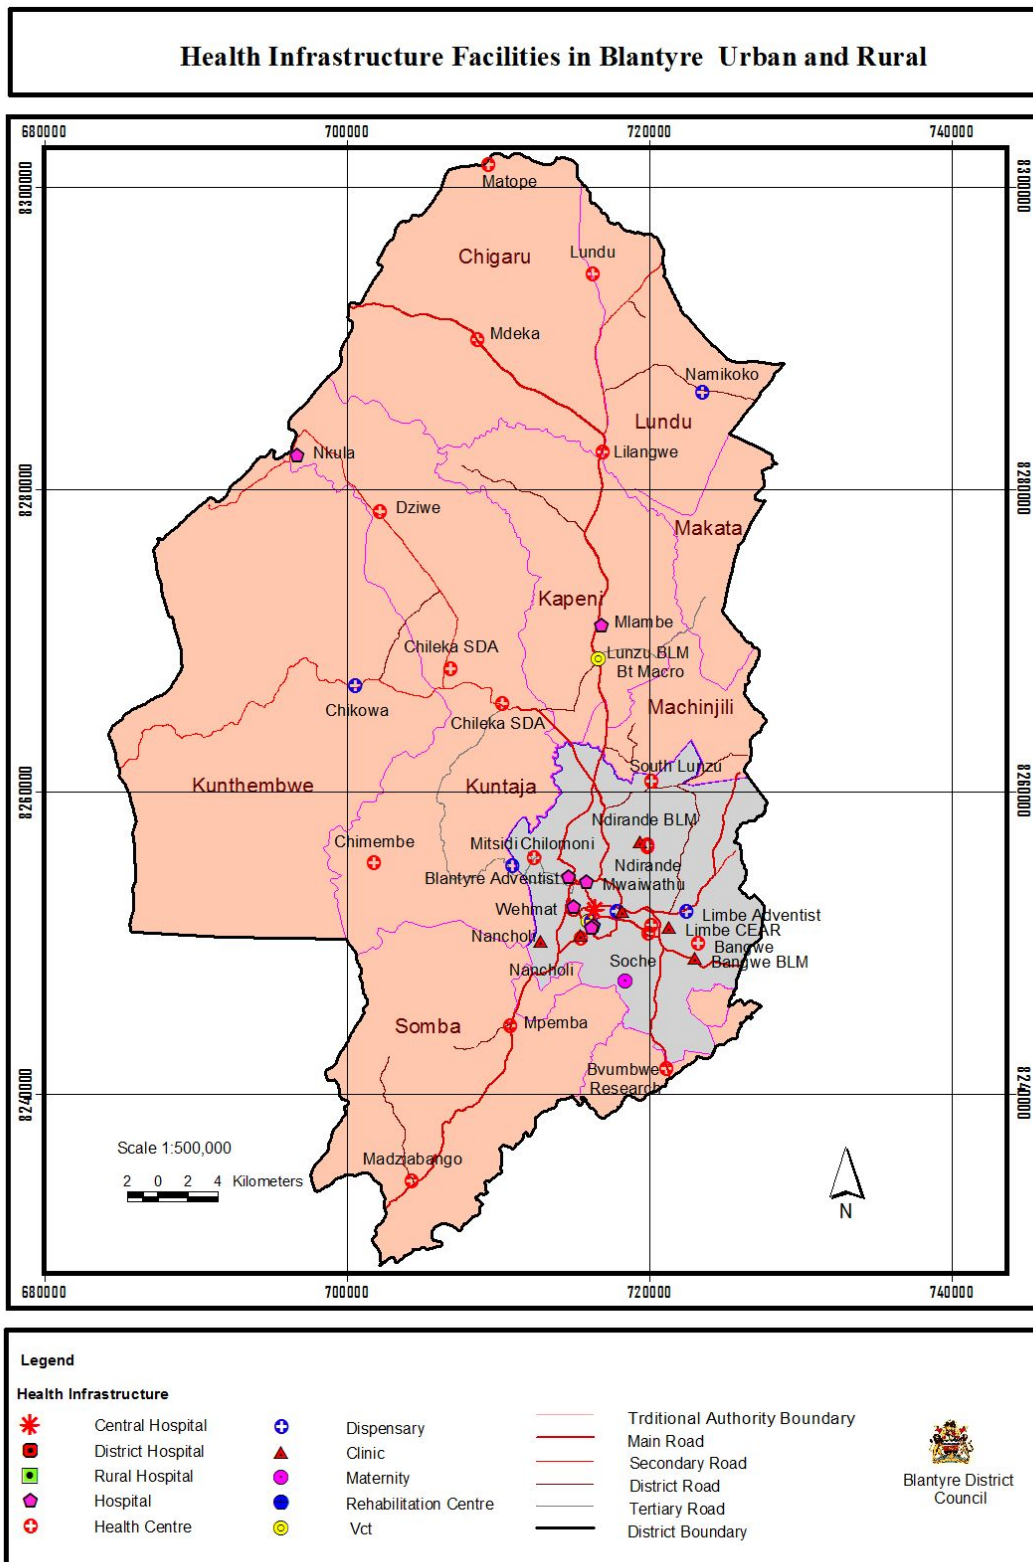 Health Infrastructure Facilities in Blantyre Urban and Rural
680000
700000
720000
740000
8300000
8300000
Matope
Chigaru
Lundu
Mdeka
Namikoko
Lundu
Nkula
Lilangwe
8280000
8280000
Dziwe
Makata
Kapeni
Mlambe
Chileka SDA
Lunzu BLM
Bt Macro
Chikowa
Chileka SDA
Machinjili
South Lunzu
Kunthembwe
Kuntaja
8260000
8260000
Ndirande BLM
Chimembe
Mitsidi
Chilomoni
Ndirande
Blantyre Adventist
Mwaiwathu
Wehmat
Limbe Adventist
Limbe CEAR
Nancholi
Bangwe
Bangwe BLM
Nancholi
Soche
Somba
Mpemba
Bvumbwe
Research
8240000
8240000
Scale 1:500,000
Madziabango
2 0 2 4 Kilometers
N
680000
700000
720000
740000
Legend
Health Infrastructure
Central Hospital
District Hospital
Rural Hospital
Hospital
Health Centre
Dispensary
Clinic
Maternity
Rehabilitation Centre
Vct
Trditional Authority Boundary
Main Road
Secondary Road
District Road
Tertiary Road
District Boundary
Blantyre District
Council